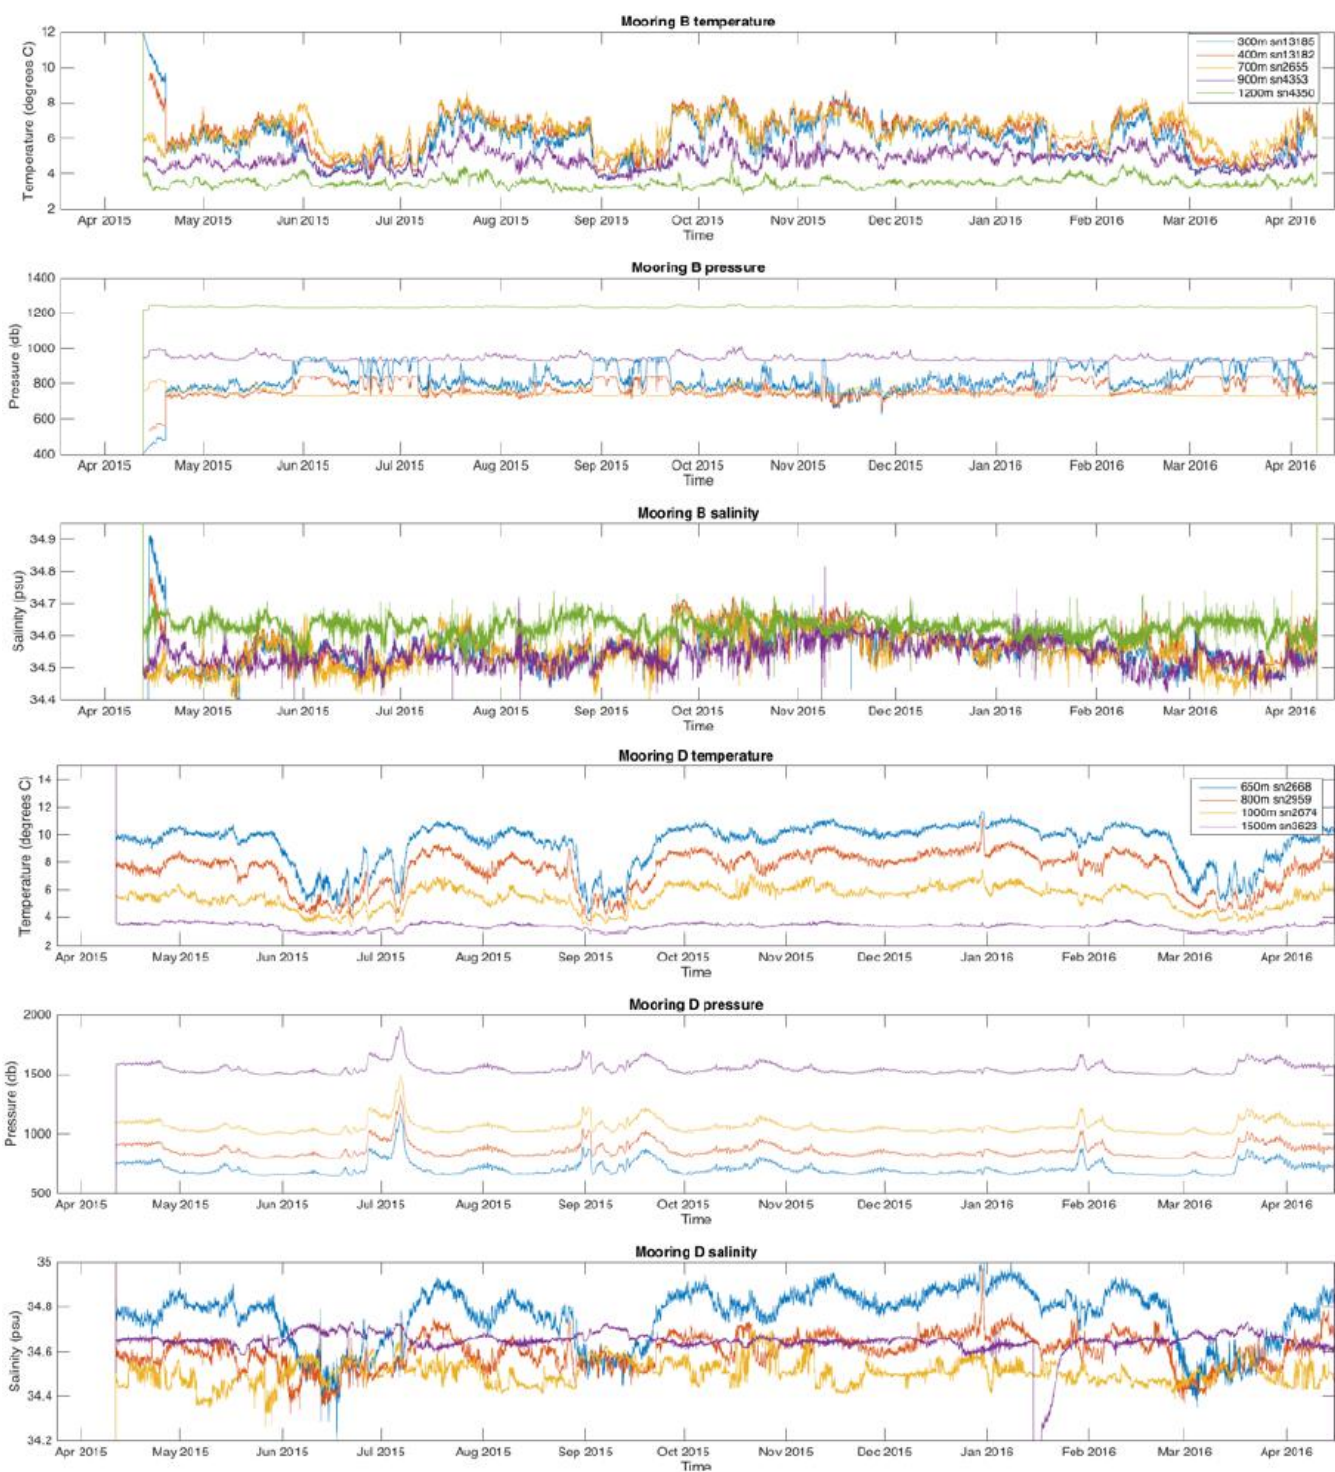 Mooring B temperature
12
10
8
6
4
2
Temperature (degrees C)
300m sn13185
400m sn13182
700m sn2655
900m sn4353
1200m sn4350
Apr 2015 May 2015 Jun 2015 Jul 2015 Aug 2015 Sep 2015 Oct 2015 Nov 2015 Dec 2015 Jan 2016 Feb 2016 Mar 2016 Apr 2016
Time
Mooring B pressure
1400
1200
1000
800
600
400
Pressure (db)
Apr 2015 May 2015 Jun 2015 Jul 2015 Aug 2015 Sep 2015 Oct 2015 Nov 2015 Dec 2015 Jan 2016 Feb 2016 Mar 2016 Apr 2016
Time
Mooring B salinity
34.9
34.8
34.7
34.6
34.5
34.4
Salinity (psu)
Apr 2015 May 2015 Jun 2015 Jul 2015 Aug 2015 Sep 2015 Oct 2015 Nov 2015 Dec 2015 Jan 2016 Feb 2016 Mar 2016 Apr 2016
Time
Mooring D temperature
14
12
10
8
6
4
2
Temperature (degrees C)
650m sn2668
800m sn2959
1000m sn2674
1500m sn3623
Apr 2015 May 2015 Jun 2015 Jul 2015 Aug 2015 Sep 2015 Oct 2015 Nov 2015 Dec 2015 Jan 2016 Feb 2016 Mar 2016 Apr 2016
Time
Mooring D pressure
2000
1500
1000
500
Pressure (db)
Apr 2015 May 2015 Jun 2015 Jul 2015 Aug 2015 Sep 2015 Oct 2015 Nov 2015 Dec 2015 Jan 2016 Feb 2016 Mar 2016 Apr 2016
Time
Mooring D salinity
35
34.8
34.6
34.4
34.2
Salinity (psu)
Apr 2015 May 2015 Jun 2015 Jul 2015 Aug 2015 Sep 2015 Oct 2015 Nov 2015 Dec 2015 Jan 2016 Feb 2016 Mar 2016 Apr 2016
Time